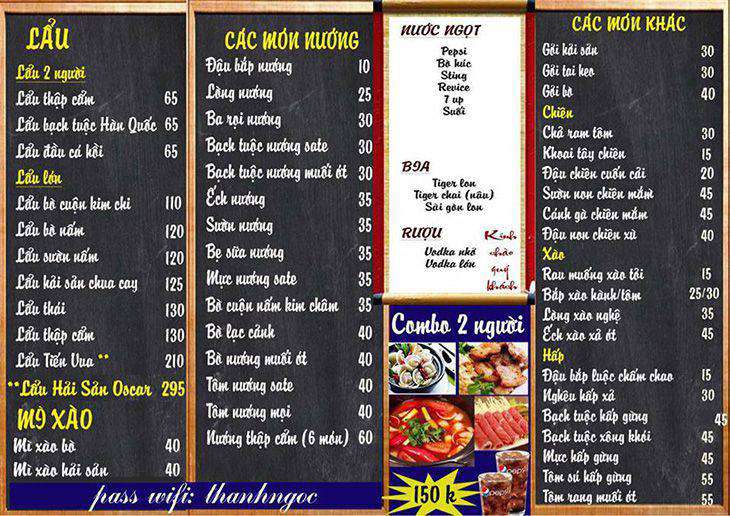 LẨU
Lẩu 2 người
Lẩu thập cẩm 65
Lẩu bạch tuộc Hàn Quốc 65
Lẩu đầu cá hồi 65
Lẩu lớn
Lẩu bò cuộn kim chi 110
Lẩu bò nấm 120
Lẩu sườn nấm 120
Lẩu hải sản chua cay 125
Lẩu thái 130
Lẩu thập cẩm 130
Lẩu Tiến Vua ** 210
**Lẩu Hải Sản Oscar 295
MÌ XÀO
Mì xào bò 40
Mì xào hải sản 40
CÁC MÓN NƯỚNG
Đậu bắp nướng 10
Lòng nướng 25
Ba rọi nướng 30
Bạch tuộc nướng sate 30
Bạch tuộc nướng muối ớt 30
Ếch nướng 35
Sườn nướng 35
Bẹ sữa nướng 35
Mực nướng sate 35
Bò cuộn nấm kim châm 35
Bò lạc cảnh 40
Bò nướng muối ớt 40
Tôm nướng sate 40
Tôm nướng mọi 40
Nướng thập cẩm (6 món) 60
pass wifi: thanhngoc
NƯỚC NGỌT
Pepsi
Bò húc
Sting
Revice
7 up
Suối
BIA
Tiger lon
Tiger chai (nâu)
Sài gòn lon
RƯỢU
Vodka nhỏ
Vodka lớn
Kính
chào
quý
khách
Combo 2 người
150 k
pepsi
pepsi
CÁC MÓN KHÁC
Gỏi hải sản 30
Gỏi tai heo 30
Gỏi bò 40
Chiên
Chả ram tôm 30
Khoai tây chiên 15
Đậu chiên cuốn cải 20
Sườn non chiên mắm 45
Cánh gà chiên mắm 45
Đậu non chiên xù 40
Xào
Rau muống xào tỏi 15
Bắp xào hành/tôm 25/30
Lòng xào nghệ 35
Ếch xào xả ớt 45
Hấp
Đậu bắp luộc chấm chao 15
Nghêu hấp xả 30
Bạch tuộc hấp gừng 45
Bạch tuộc xông khói 45
Mực hấp gừng 45
Tôm sú hấp gừng 55
Tôm rang muối ớt 55